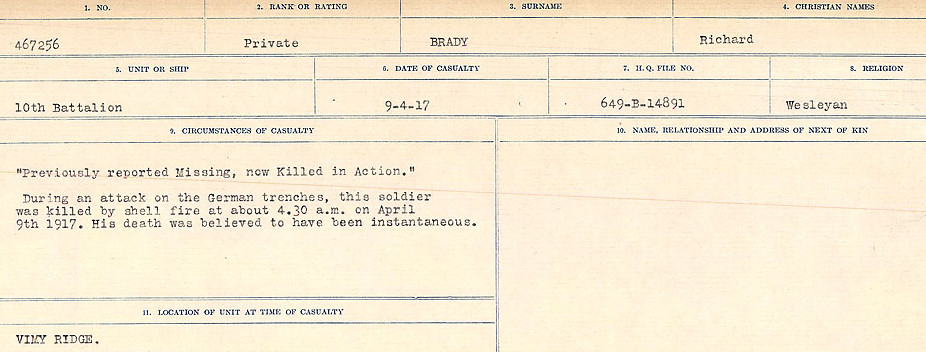 1. NO. 2. RANK OR RATING 3. SURNAME 4. CHRISTIAN NAMES
467256 Private BRADY Richard
5. UNIT OR SHIP 6. DATE OF CASUALTY 7. H.Q. FILE NO. 8. RELIGION
10th Battalion 9-4-17 649-B-14891 Wesleyan
9. CIRCUMSTANCES OF CASUALTY 10. NAME, RELATIONSHIP AND ADDRESS OF NEXT OF KIN
"Previously reported Missing, now Killed in Action."
During an attack on the German trenches, this soldier
was killed by shell fire at about 4.30 a.m. on April
9th 1917. His death was believed to have been instantaneous.
11. LOCATION OF UNIT AT TIME OF CASUALTY
VIMY RIDGE.